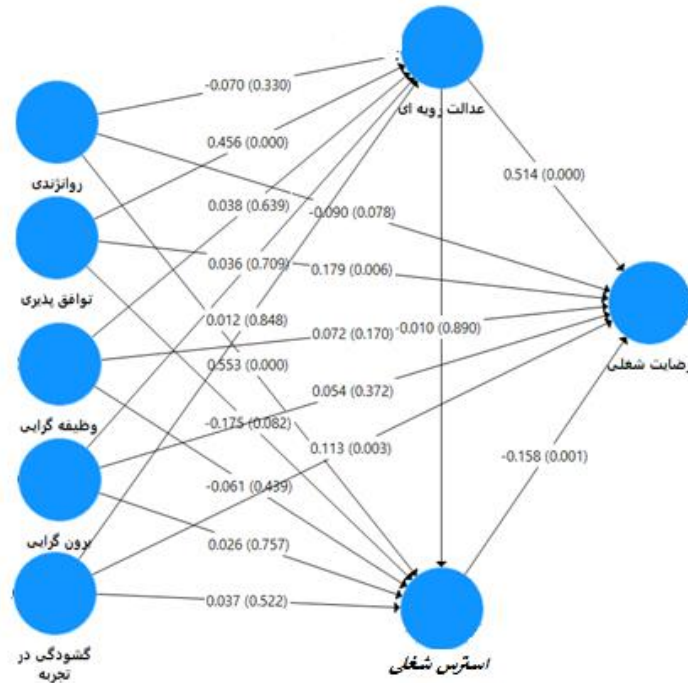 عدالت رویه ای
-0.070 (0.330)
روانژندی
0.456 (0.000)
0.514 (0.000)
0.038 (0.639)
-0.090 (0.078)
توافق پذیری
0.036 (0.709)
0.179 (0.006)
0.012 (0.848)
0.072 (0.170)
-0.010 (0.890)
رضایت شغلی
0.553 (0.000)
وظیفه گرایی
0.054 (0.372)
-0.175 (0.082)
0.113 (0.003)
-0.158 (0.001)
-0.061 (0.439)
برون گرایی
0.026 (0.757)
0.037 (0.522)
گشودگی در
تجربه
استرس شغلی